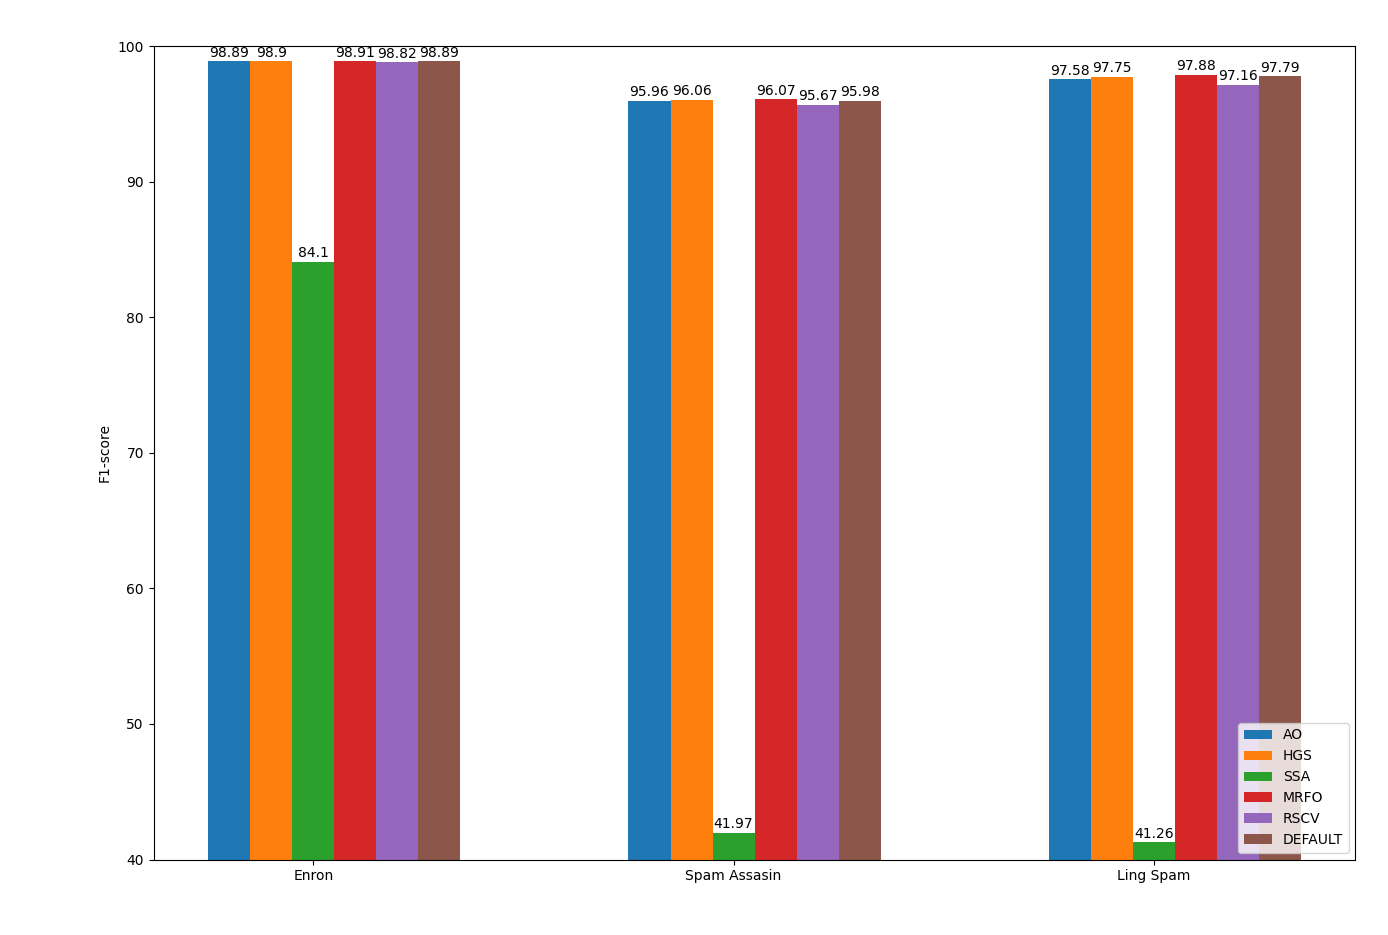 100
90
80
70
60
50
40
F1-score
98.89 98.9 84.1 98.91 98.82 98.89
95.96 96.06 41.97 96.07 95.67 95.98
97.58 97.75 41.26 97.88 97.16 97.79
Enron Spam Assasin Ling Spam
AO
HGS
SSA
MRFO
RSCV
DEFAULT